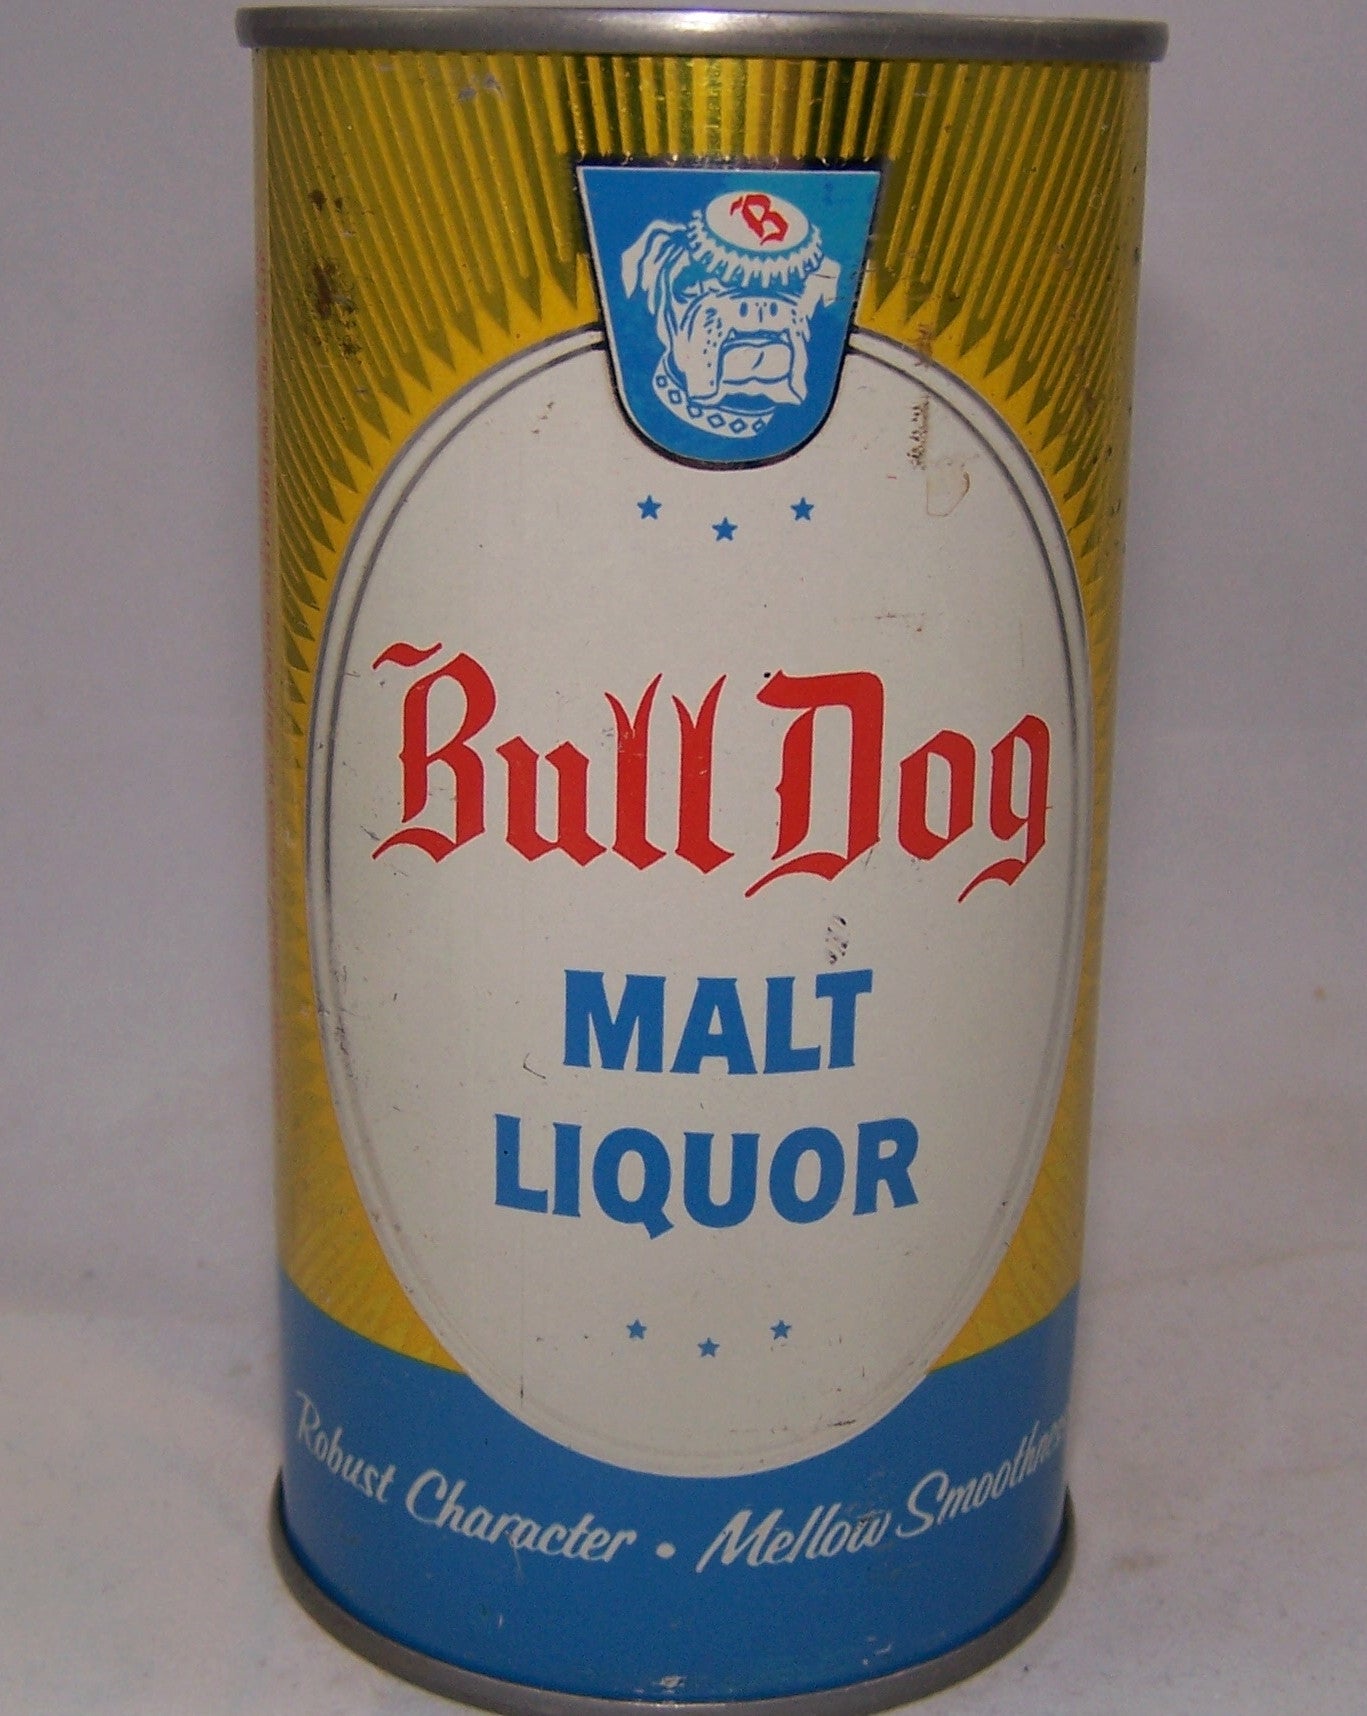 B
Bull Dog
MALT
LIQUOR
Robust Character • Mellow Smoothness